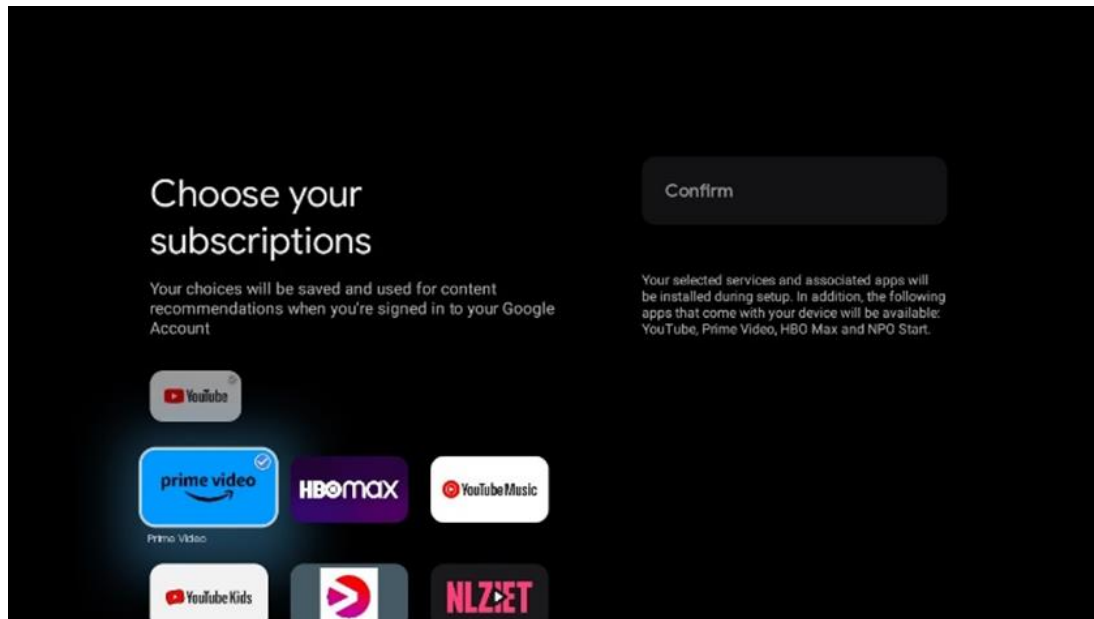 Choose your
subscriptions
Your choices will be saved and used for content
recommendations when you're signed in to your Google
Account
YouTube
prime video
HBOmax
YouTube Music
Prime Video
YouTube Kids
NLZIET
Confirm
Your selected services and associated apps will
be installed during setup. In addition, the following
apps that come with your device will be available:
YouTube, Prime Video, HBO Max and NPO Start.